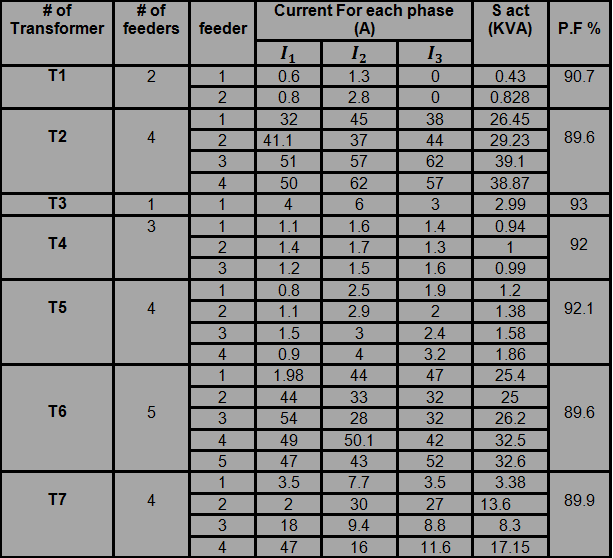 # of Transformer # of feeders feeder Current For each phase (A) S act (KVA) P.F %
I1 I2 I3
T1 2 1 0.6 1.3 0 0.43 90.7
2 0.8 2.8 0 0.828
T2 4 1 32 45 38 26.45 89.6
2 41.1 37 44 29.23
3 51 57 62 39.1
4 50 62 57 38.87
T3 1 1 4 6 3 2.99 93
T4 3 1 1.1 1.6 1.4 0.94 92
2 1.4 1.7 1.3 1
3 1.2 1.5 1.6 0.99
T5 4 1 0.8 2.5 1.9 1.2 92.1
2 1.1 2.9 2 1.38
3 1.5 3 2.4 1.58
4 0.9 4 3.2 1.86
T6 5 1 1.98 44 47 25.4 89.6
2 44 33 32 25
3 54 28 32 26.2
4 49 50.1 42 32.5
5 47 43 52 32.6
T7 4 1 3.5 7.7 3.5 3.38 89.9
2 2 30 27 13.6
3 18 9.4 8.8 8.3
4 47 16 11.6 17.15